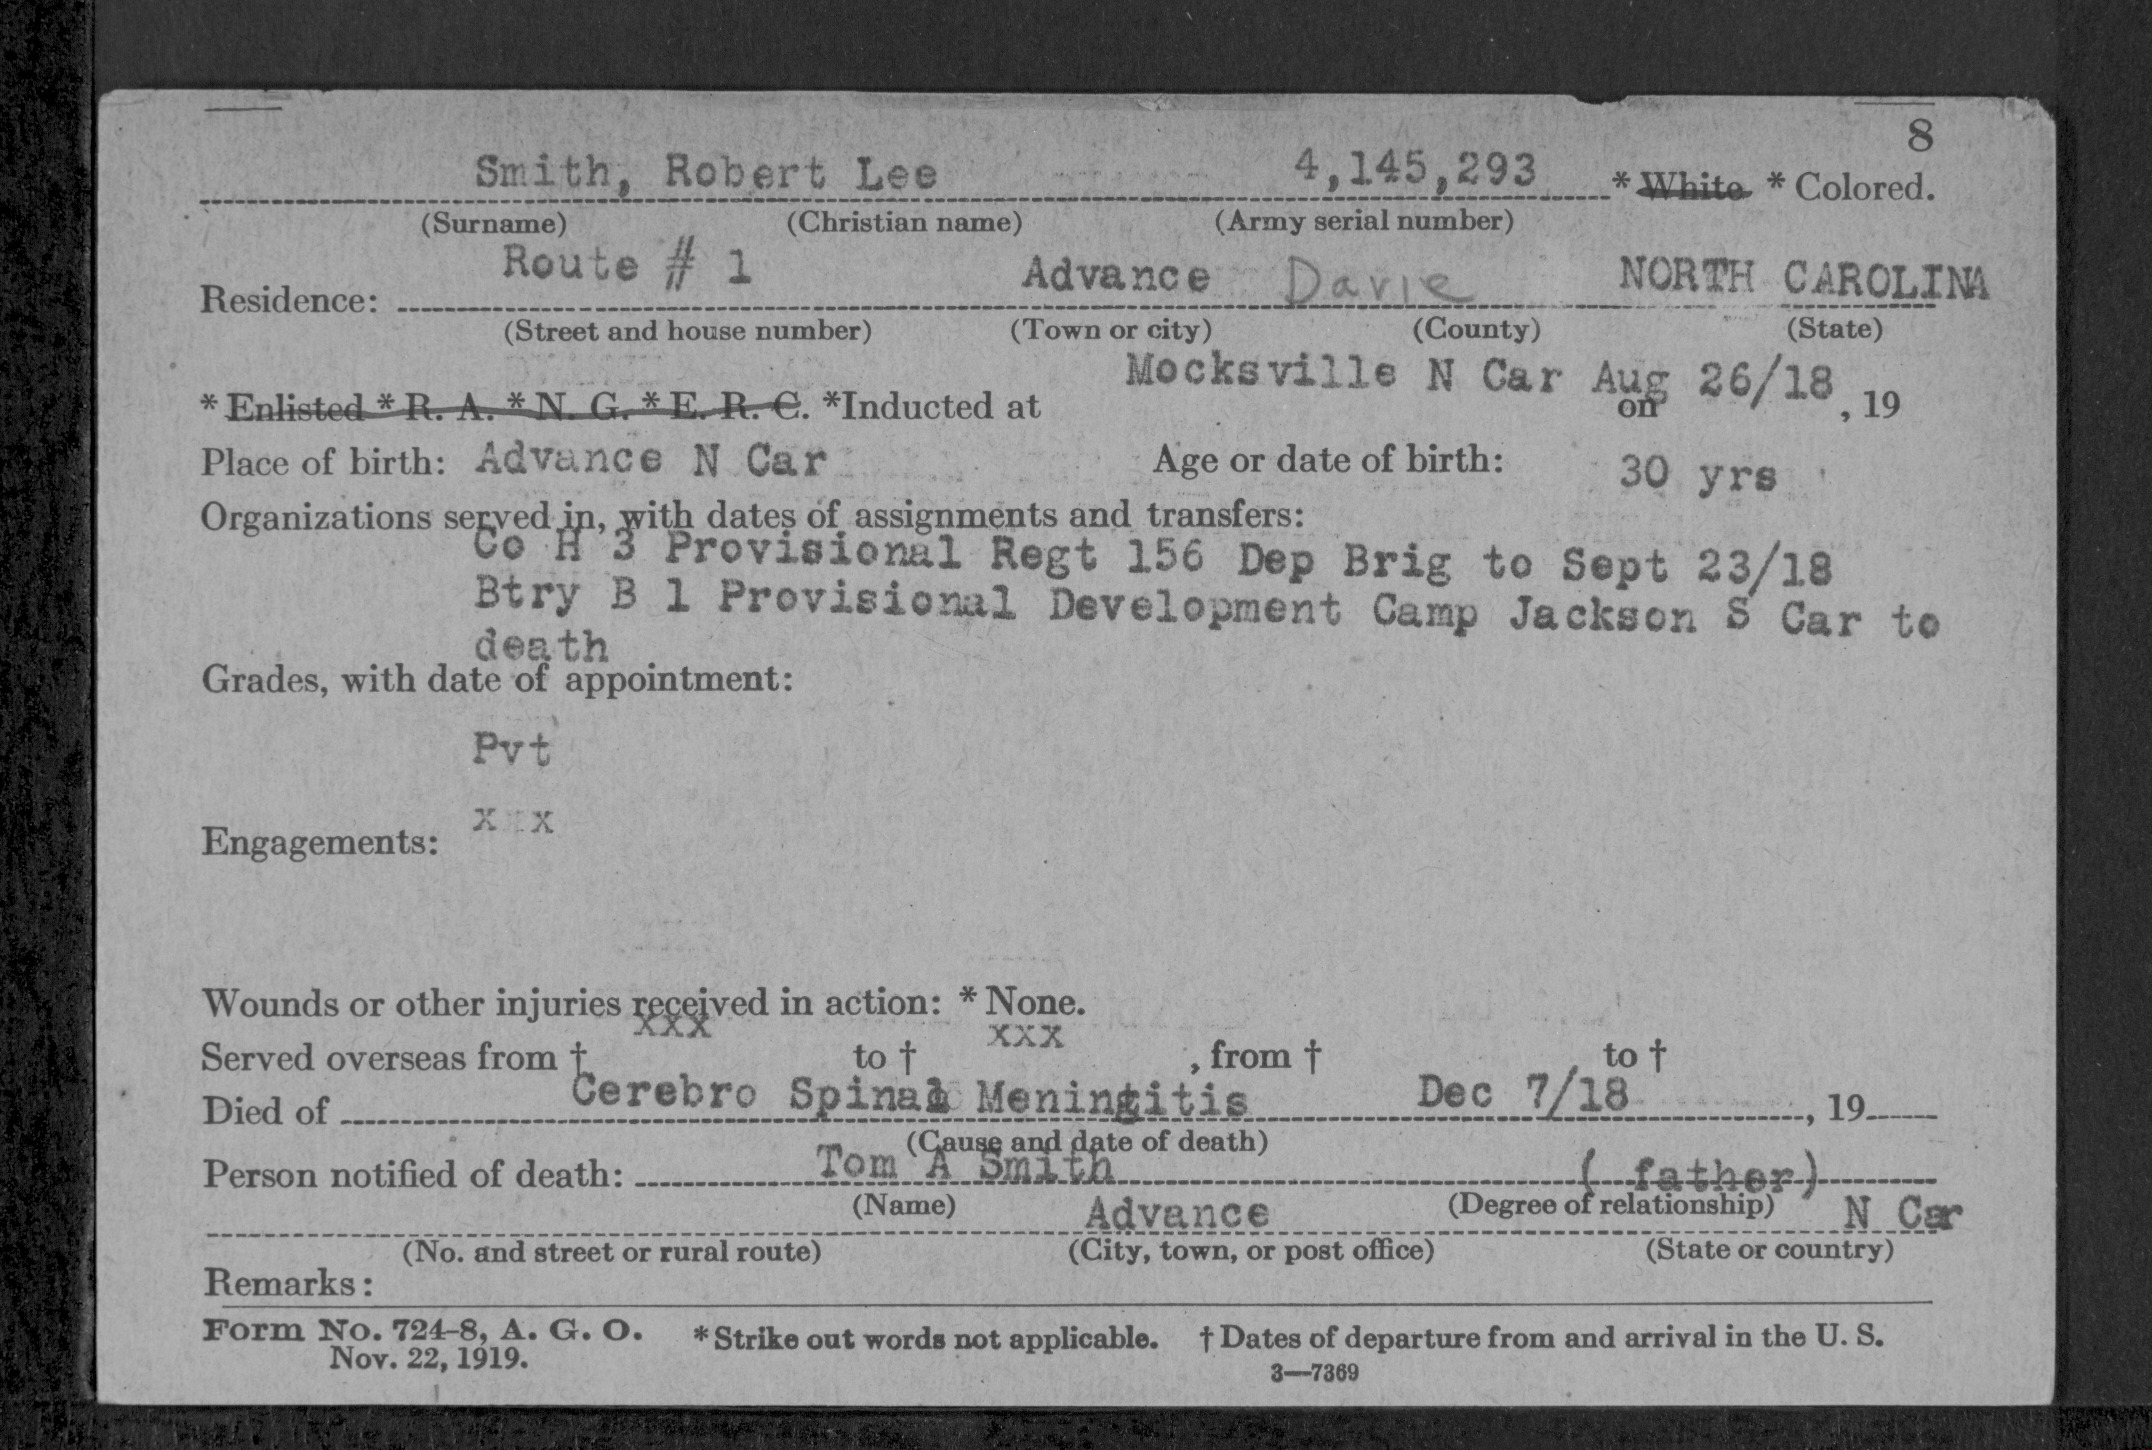 8
Smith, Robert Lee 4,145,293 * White * Colored.
(Surname) (Christian name) (Army serial number)
Route # 1 Advance Davie NORTH CAROLINA
Residence:
(Street and house number) (Town or city) (County) (State)
Mocksville N Car Aug 26/18
* Enlisted * R. A. * N. G. * E. R. C. *Inducted at on , 19
Place of birth: Advance N Car Age or date of birth: 30 yrs
Organizations served in, with dates of assignments and transfers:
Co H 3 Provisional Regt 156 Dep Brig to Sept 23/18
Btry B 1 Provisional Development Camp Jackson S Car to
death
Grades, with date of appointment:
Pvt
x x
Engagements:
Wounds or other injuries received in action: * None.
xxx xxx
Served overseas from † to † , from † to †
Died of Cerebro Spinal Meningitis Dec 7/18 , 19
(Cause and date of death)
Person notified of death: Tom A Smith ( father)
(Name) (Degree of relationship)
Advance N Car
(No. and street or rural route) (City, town, or post office) (State or country)
Remarks:
Form No. 724-8, A. G. O. * Strike out words not applicable. † Dates of departure from and arrival in the U. S.
Nov. 22, 1919. 3—7369